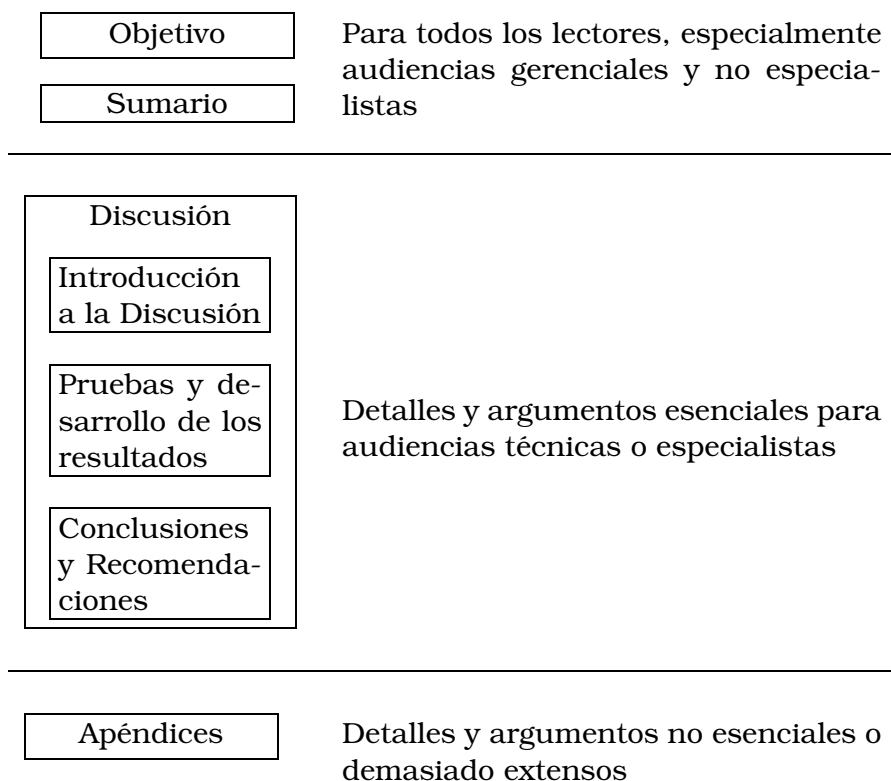 Objetivo
Sumario
Para todos los lectores, especialmente
audiencias gerenciales y no especia-
listas
Discusión
Introducción
a la Discusión
Pruebas y de-
sarrollo de los
resultados
Conclusiones
y Recomenda-
ciones
Detalles y argumentos esenciales para
audiencias técnicas o especialistas
Apéndices
Detalles y argumentos no esenciales o
demasiado extensos